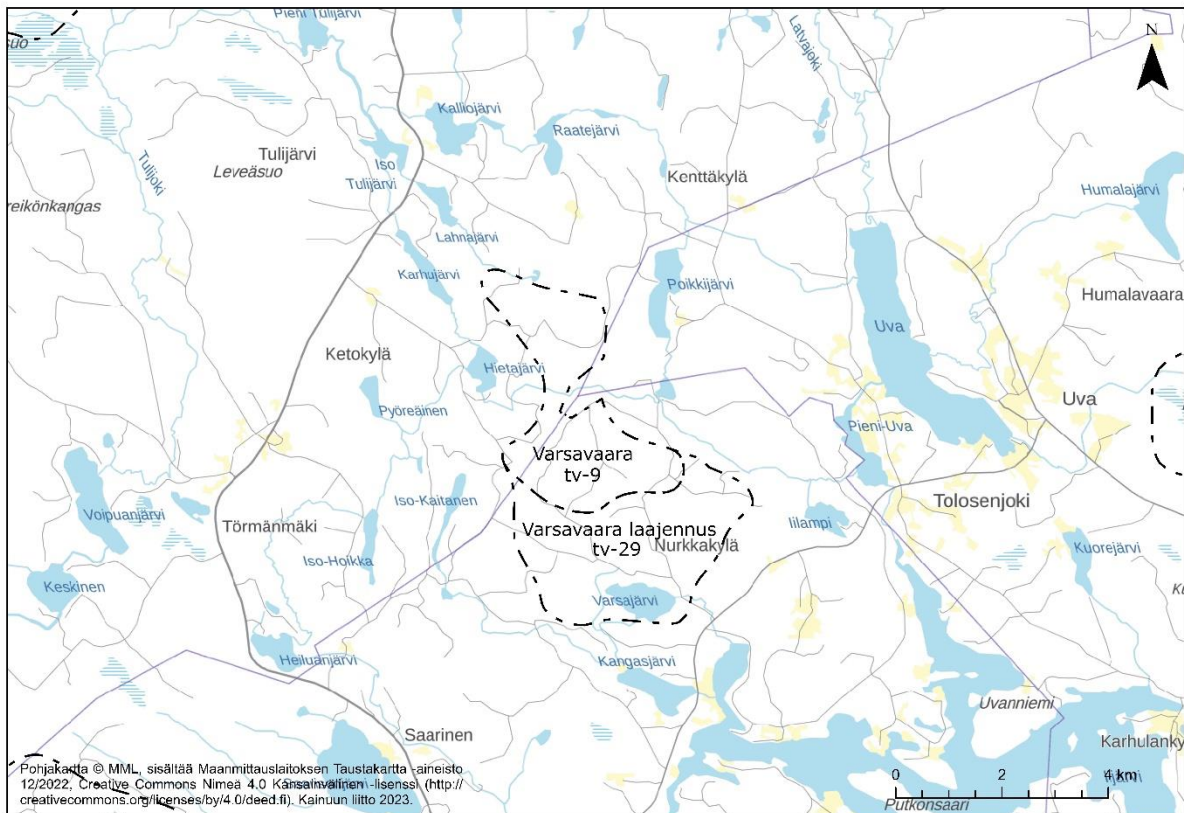 Pieni Tulijärvi
suo
Latvajoki
N
Kalliojärvi
Raatejärvi
Tulijärvi
Leveäsuo
Iso
Tulijärvi
Kenttäkylä
Tulijoki
Humalajärvi
reikönkangas
Lahnajärvi
Karhujärvi
Poikkijärvi
Humalavaara
Uva
Ketokylä
Hietajärvi
Pyöreäinen
Uva
Pieni-Uva
Varsavaara
tv-9
Iso-Kaitanen
Tolosenjoki
Voipuanjärvi
Törmänmäki
Varsavaara laajennus
tv-29
Nurkkakylä
Iilampi
Kuorejärvi
Iso-Hoikka
Keskinen
Varsajärvi
Heiluanjärvi
Kangasjärvi
Uvanniemi
Saarinen
Karhulanky
Pohjakartta © MML, sisältää Maanmittauslaitoksen Taustakartta -aineisto
12/2022, Creative Commons Nimeä 4.0 Kansainvälinen -lisenssi (http://
creativecommons.org/licenses/by/4.0/deed.fi). Kainuun liitto 2023.
0 2 4 km
Putkonsaari